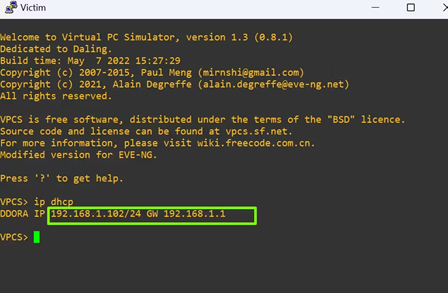 Victim
Welcome to Virtual PC Simulator, version 1.3 (0.8.1)
Dedicated to Daling.
Build time: May  7 2022 15:27:29
Copyright (c) 2007-2015, Paul Meng (mirnshi@gmail.com)
Copyright (c) 2021, Alain Degreffe (alain.degreffe@eve-ng.net)
All rights reserved.
VPCS is free software, distributed under the terms of the "BSD" licence.
Source code and license can be found at vpcs.sf.net.
For more information, please visit wiki.freecode.com.cn.
Modified version for EVE-NG.
Press '?' to get help.
VPCS> ip dhcp
DDORA IP 192.168.1.102/24 GW 192.168.1.1
VPCS>